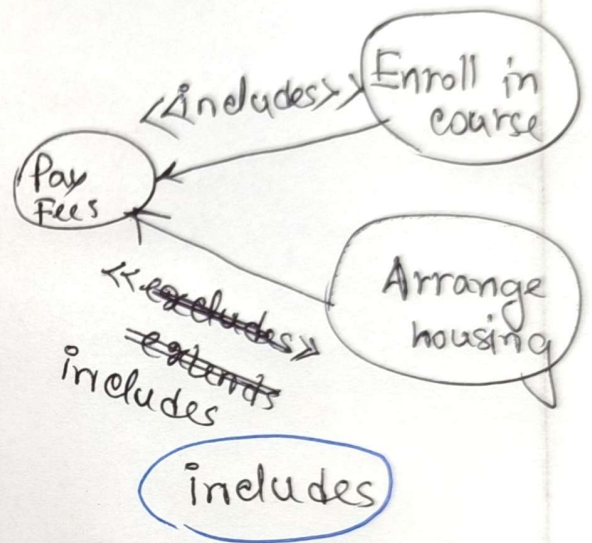 Enroll in
course
<<includes>>
Pay
Fees
Arrange
housing
<<excludes>>
extends
includes
includes